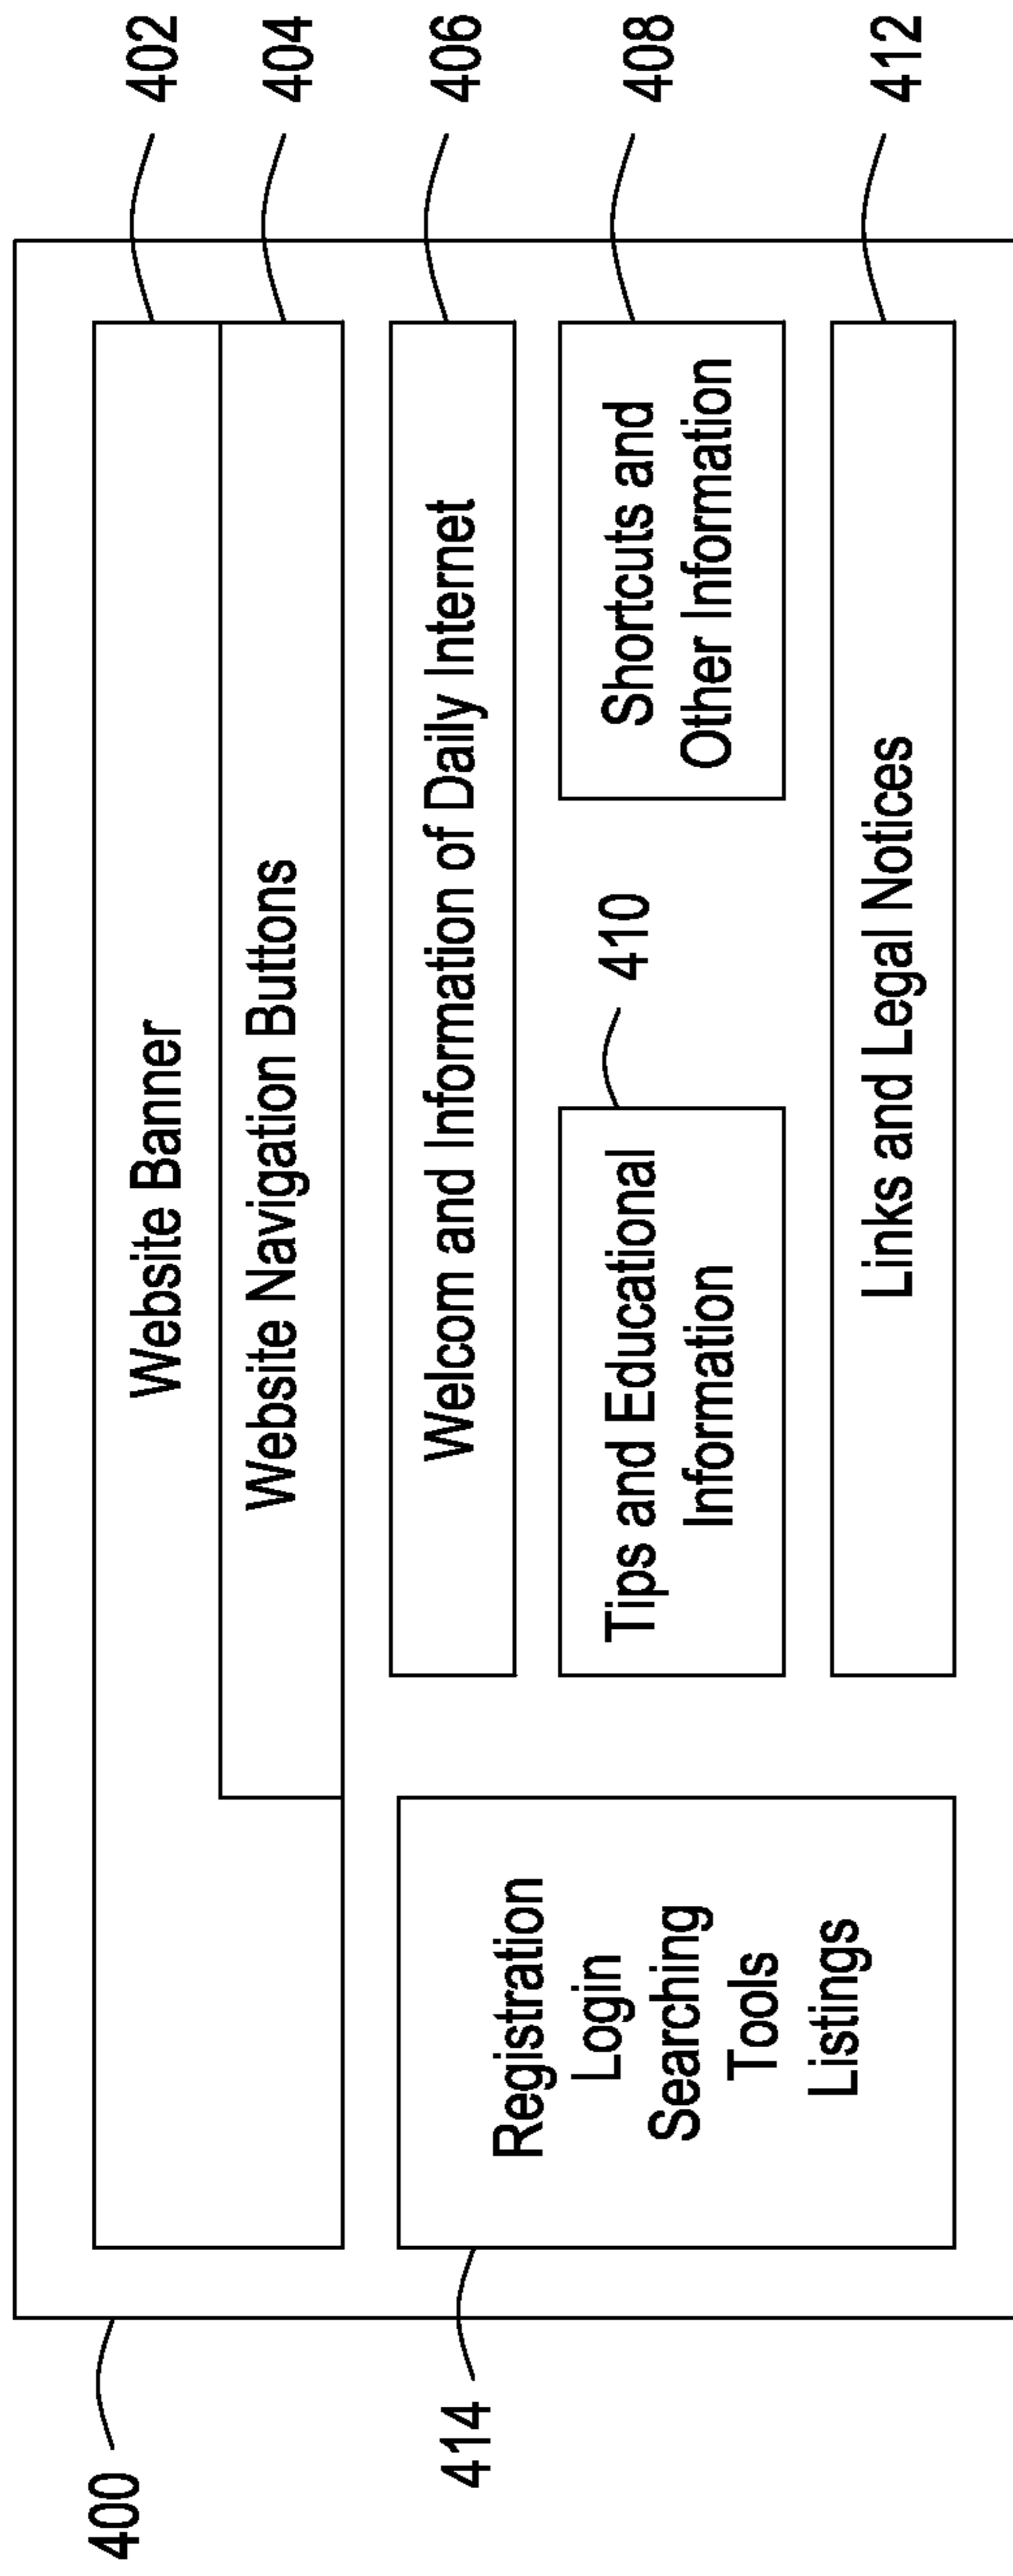 400
Website Banner
402
Website Navigation Buttons
404
Welcom and Information of Daily Internet
406
414
Registration
Login
Searching
Tools
Listings
Tips and Educational
Information
410
Shortcuts and
Other Information
408
Links and Legal Notices
412